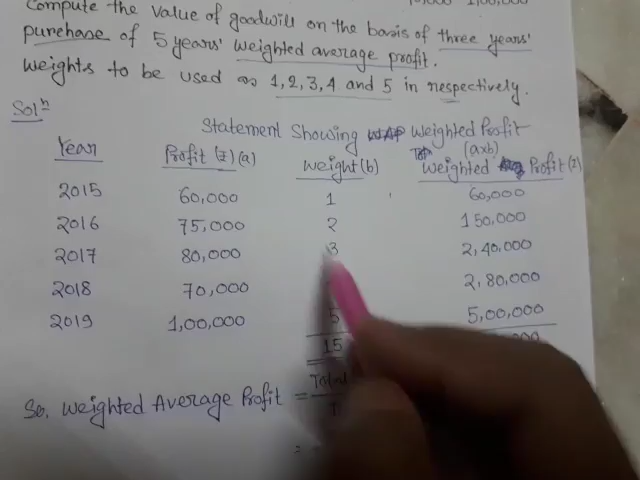 1,00,000
Compute the value of goodwill on the basis of three years'
purchase of 5 years' weighted average profit.
weights to be used as 1, 2, 3, 4 and 5 in respectively.
Solⁿ
Statement Showing Weighted Profit
Year Profit (₹) (a) weight (b) (a×b) Weighted Profit (₹)
2015 60,000 1 60,000
2016 75,000 2 150,000
2017 80,000 3 2,40,000
2018 70,000 2,80,000
2019 1,00,000 5 5,00,000
15
So, Weighted Average Profit = Total
=